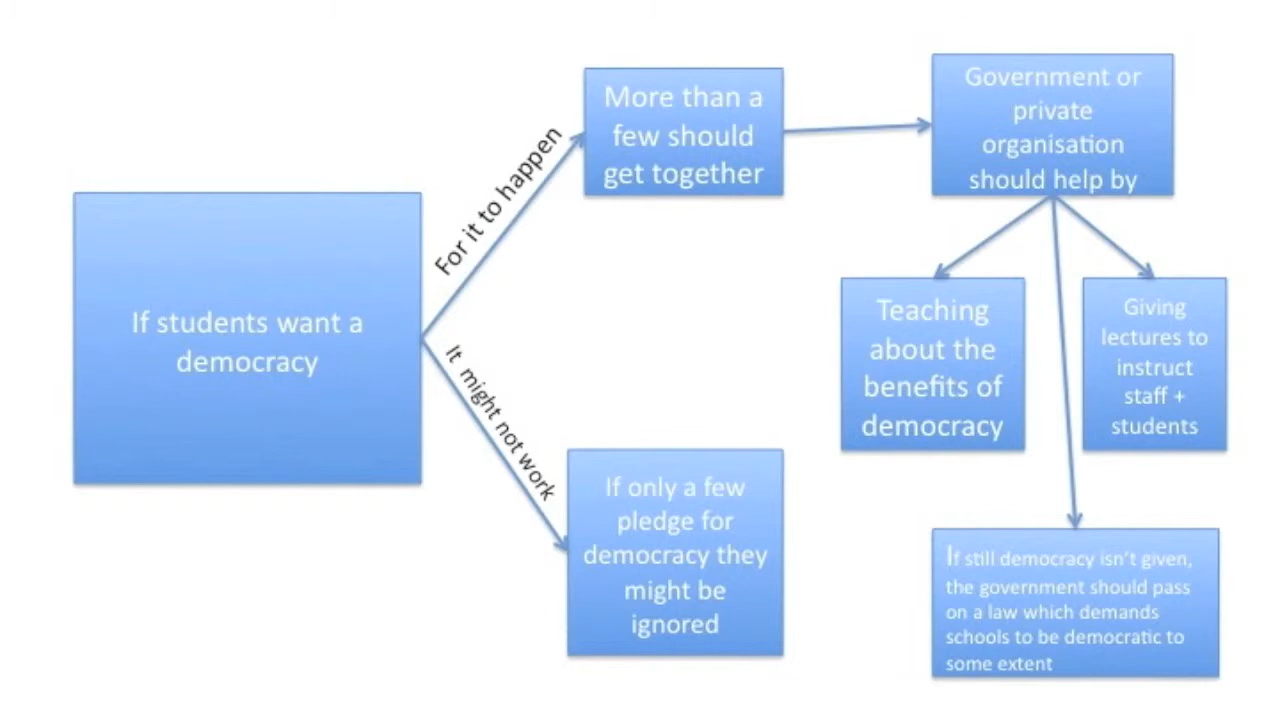 If students want a
democracy
For it to happen
More than a
few should
get together
Government or
private
organisation
should help by
Teaching
about the
benefits of
democracy
Giving
lectures to
instruct
staff +
students
It might not work
If only a few
pledge for
democracy they
might be
ignored
If still democracy isn't given,
the government should pass
on a law which demands
schools to be democratic to
some extent